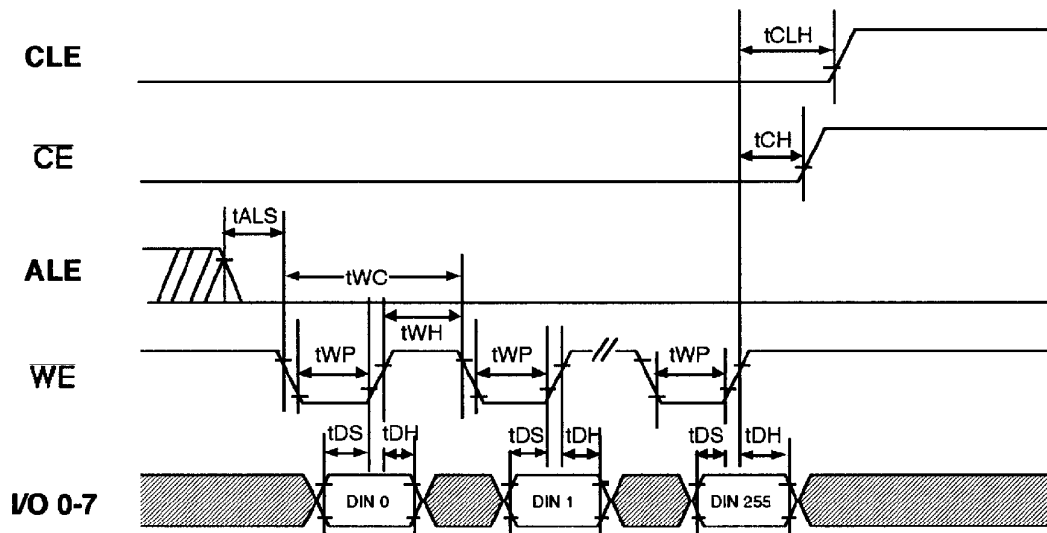 CLE
tCLH
CE
tCH
tALS
ALE
tWC
tWH
WE
tWP
tWP
tWP
tDS
tDH
tDS
tDH
tDS
tDH
I/O 0-7
DIN 0
DIN 1
DIN 255